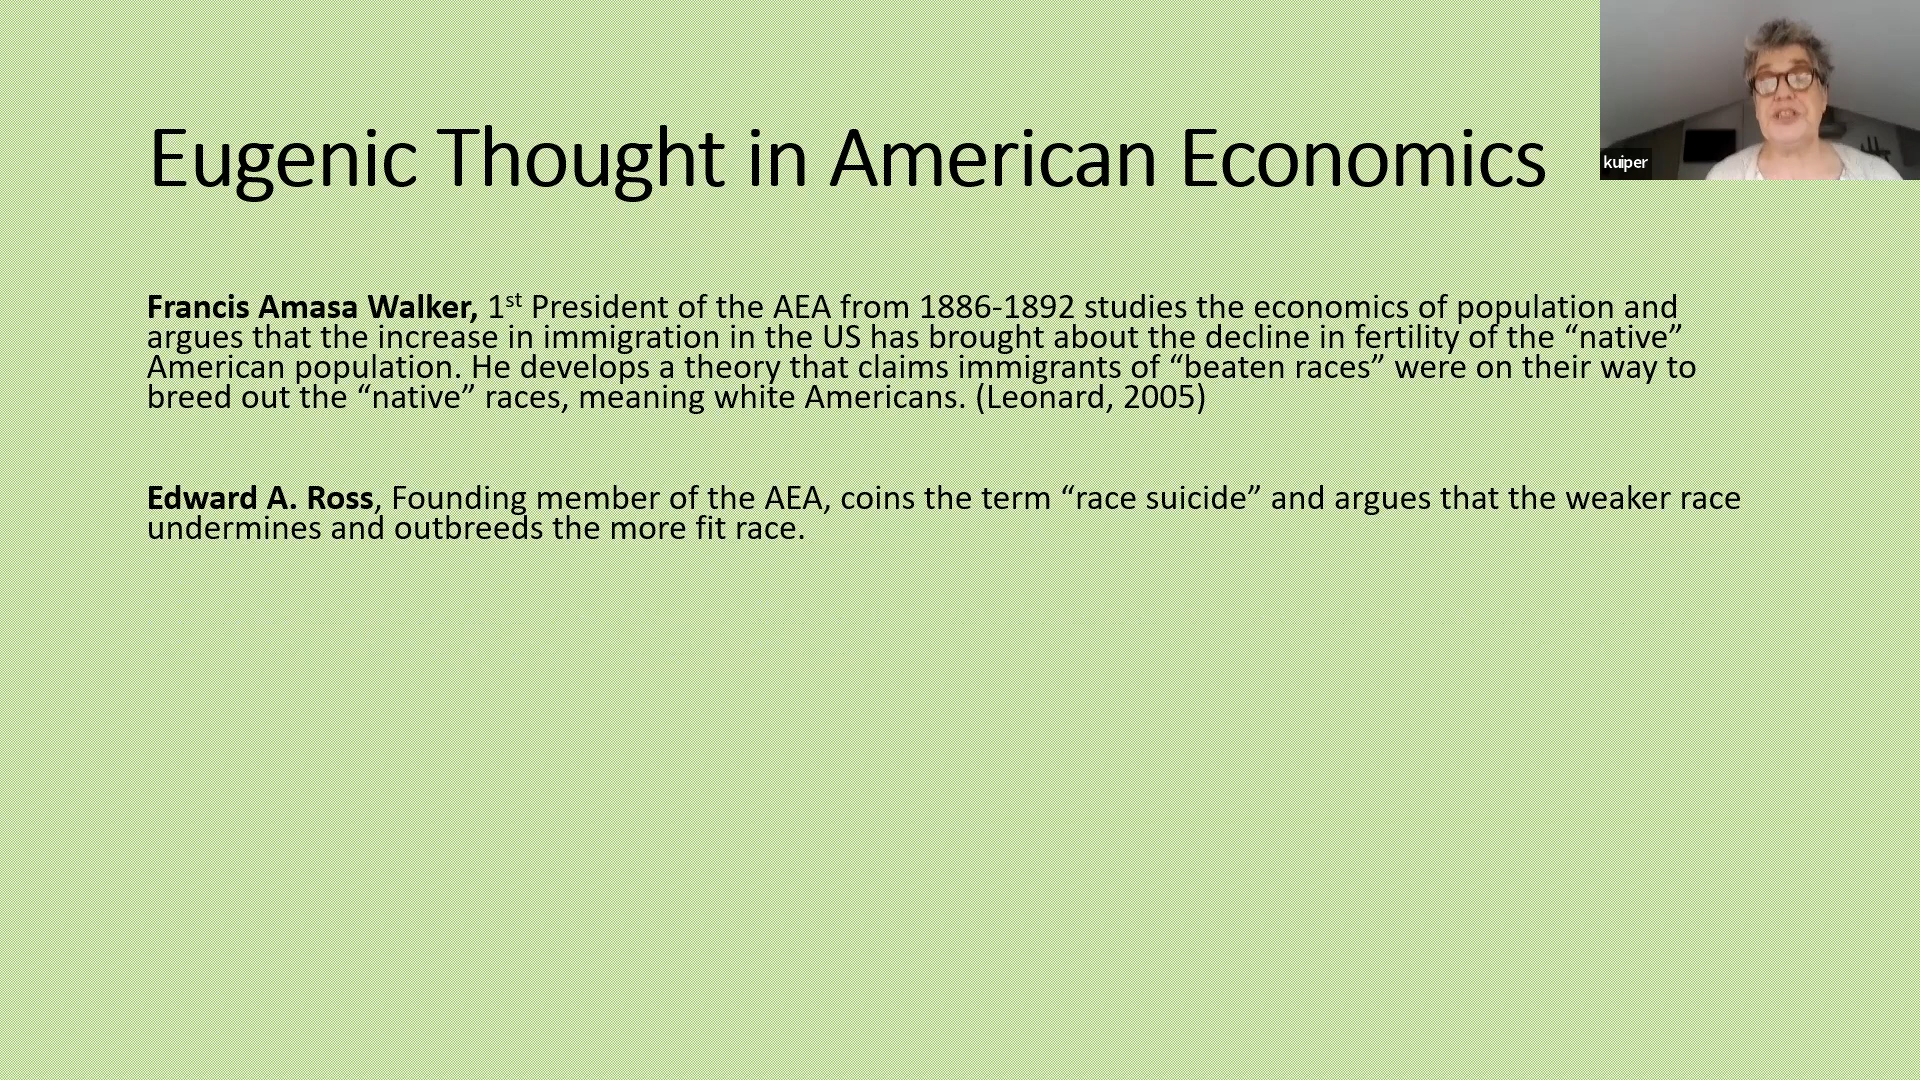 Eugenic Thought in American Economics
kuiper
Francis Amasa Walker, 1st President of the AEA from 1886-1892 studies the economics of population and
argues that the increase in immigration in the US has brought about the decline in fertility of the “native”
American population. He develops a theory that claims immigrants of “beaten races” were on their way to
breed out the “native” races, meaning white Americans. (Leonard, 2005)
Edward A. Ross, Founding member of the AEA, coins the term “race suicide” and argues that the weaker race
undermines and outbreeds the more fit race.